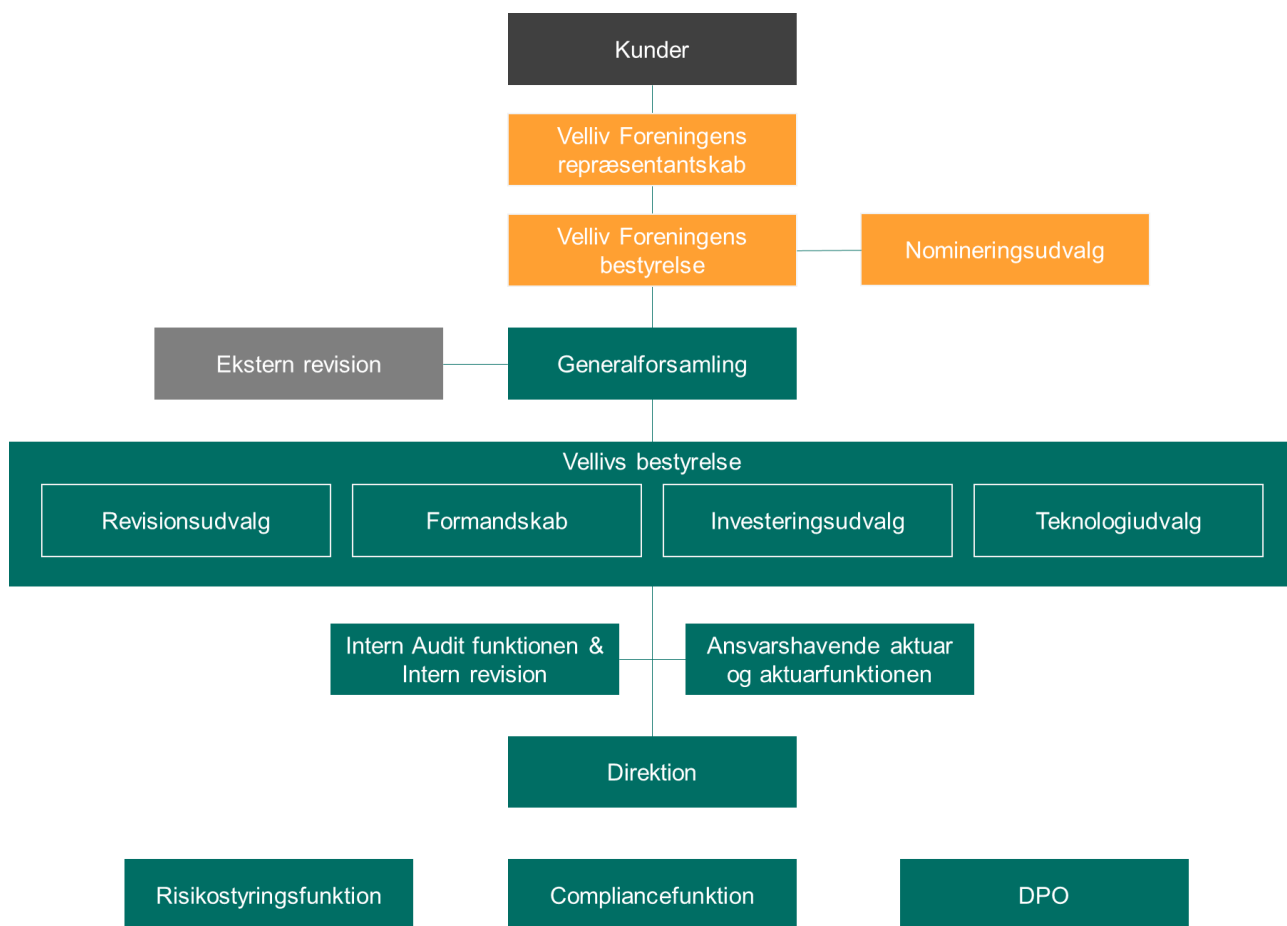 Kunder
Velliv Foreningens
repræsentantskab
Velliv Foreningens
bestyrelse
Nomineringsudvalg
Ekstern revision
Generalforsamling
Vellivs bestyrelse
Revisionsudvalg
Formandskab
Investeringsudvalg
Teknologiudvalg
Intern Audit funktionen &
Intern revision
Ansvarshavende aktuar
og aktuarfunktionen
Direktion
Risikostyringsfunktion
Compliancefunktion
DPO